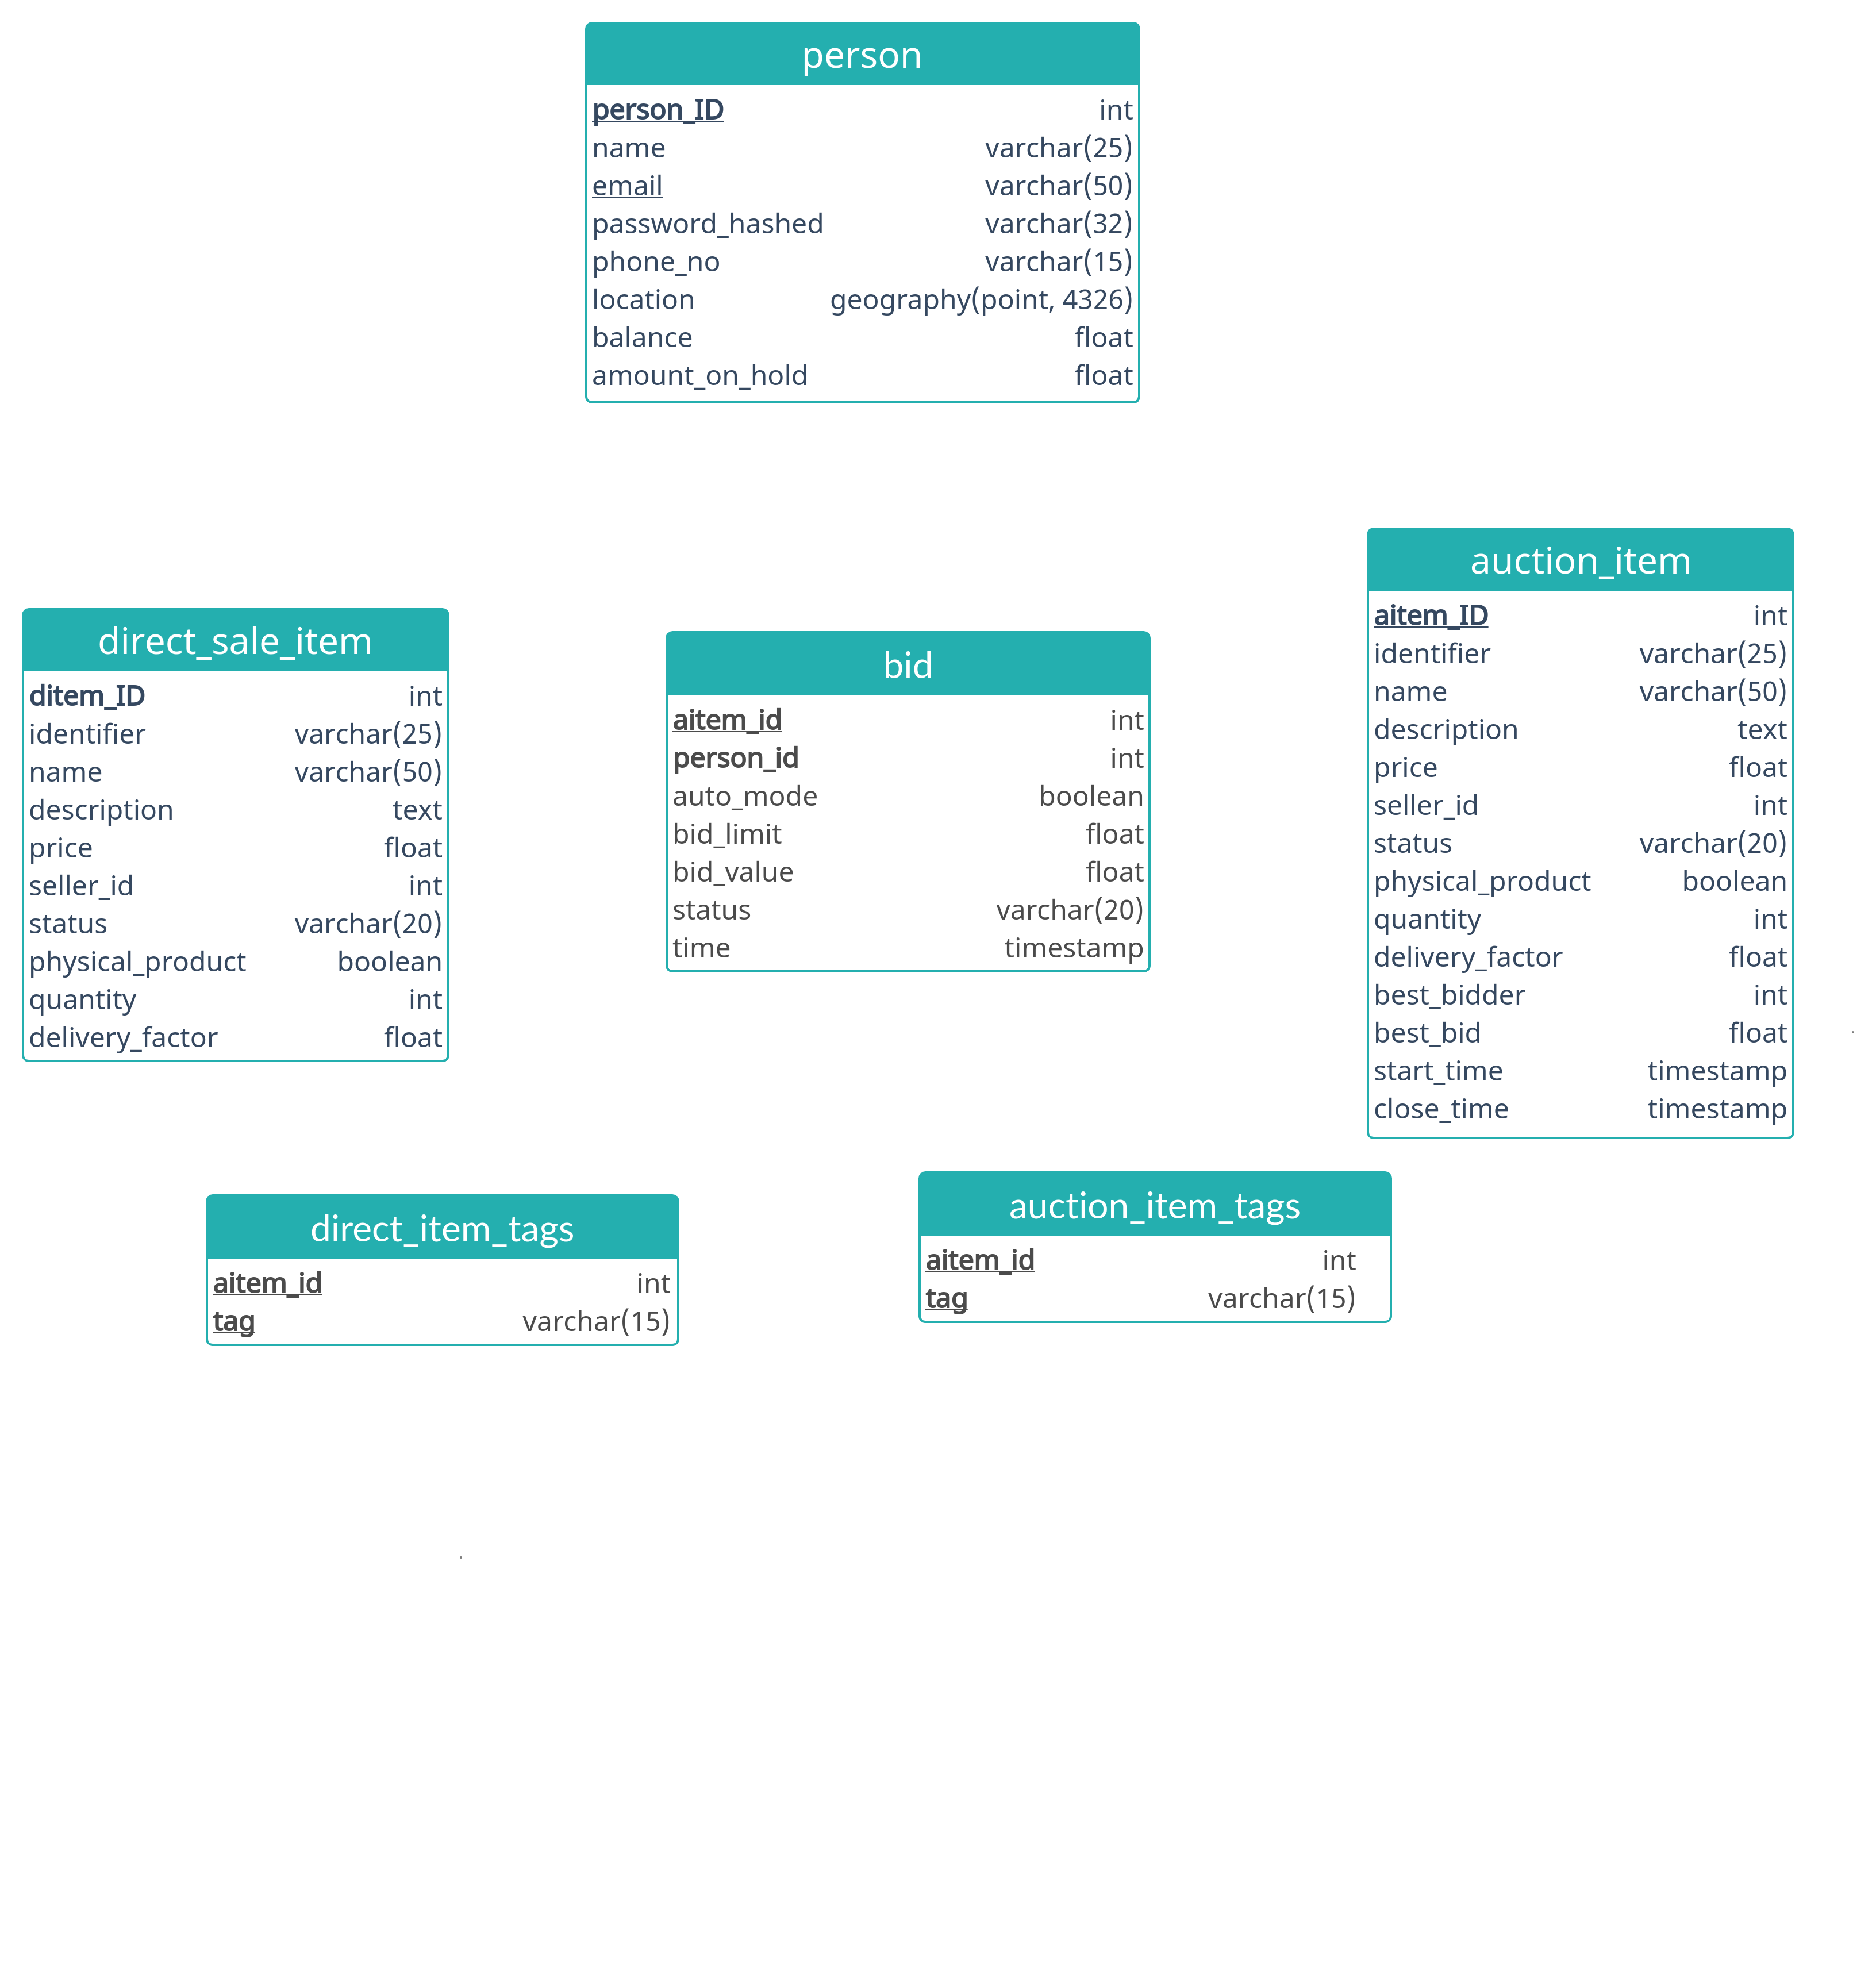 person
person_ID int
name varchar(25)
email varchar(50)
password_hashed varchar(32)
phone_no varchar(15)
location geography(point, 4326)
balance float
amount_on_hold float
direct_sale_item
ditem_ID int
identifier varchar(25)
name varchar(50)
description text
price float
seller_id int
status varchar(20)
physical_product boolean
quantity int
delivery_factor float
bid
aitem_id int
person_id int
auto_mode boolean
bid_limit float
bid_value float
status varchar(20)
time timestamp
auction_item
aitem_ID int
identifier varchar(25)
name varchar(50)
description text
price float
seller_id int
status varchar(20)
physical_product boolean
quantity int
delivery_factor float
best_bidder int
best_bid float
start_time timestamp
close_time timestamp
direct_item_tags
aitem_id int
tag varchar(15)
auction_item_tags
aitem_id int
tag varchar(15)